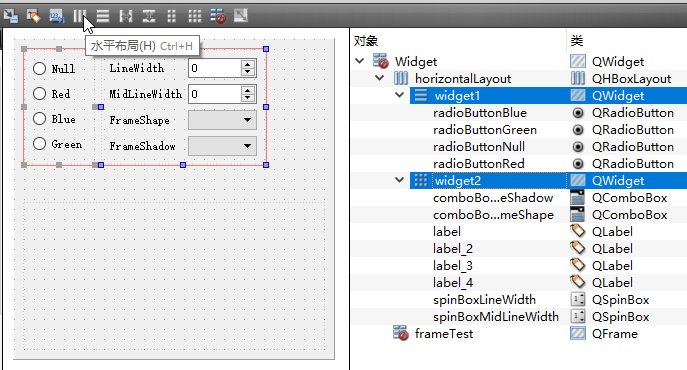 水平布局(H) Ctrl+H
Null
LineWidth
0
Red
MidLineWidth
0
Blue
FrameShape
Green
FrameShadow
对象 类
Widget QWidget
horizontalLayout QHBoxLayout
widget1 QWidget
radioButtonBlue QRadioButton
radioButtonGreen QRadioButton
radioButtonNull QRadioButton
radioButtonRed QRadioButton
widget2 QWidget
comboBo...eShadow QComboBox
comboBo...meShape QComboBox
label QLabel
label_2 QLabel
label_3 QLabel
label_4 QLabel
spinBoxLineWidth QSpinBox
spinBoxMidLineWidth QSpinBox
frameTest QFrame